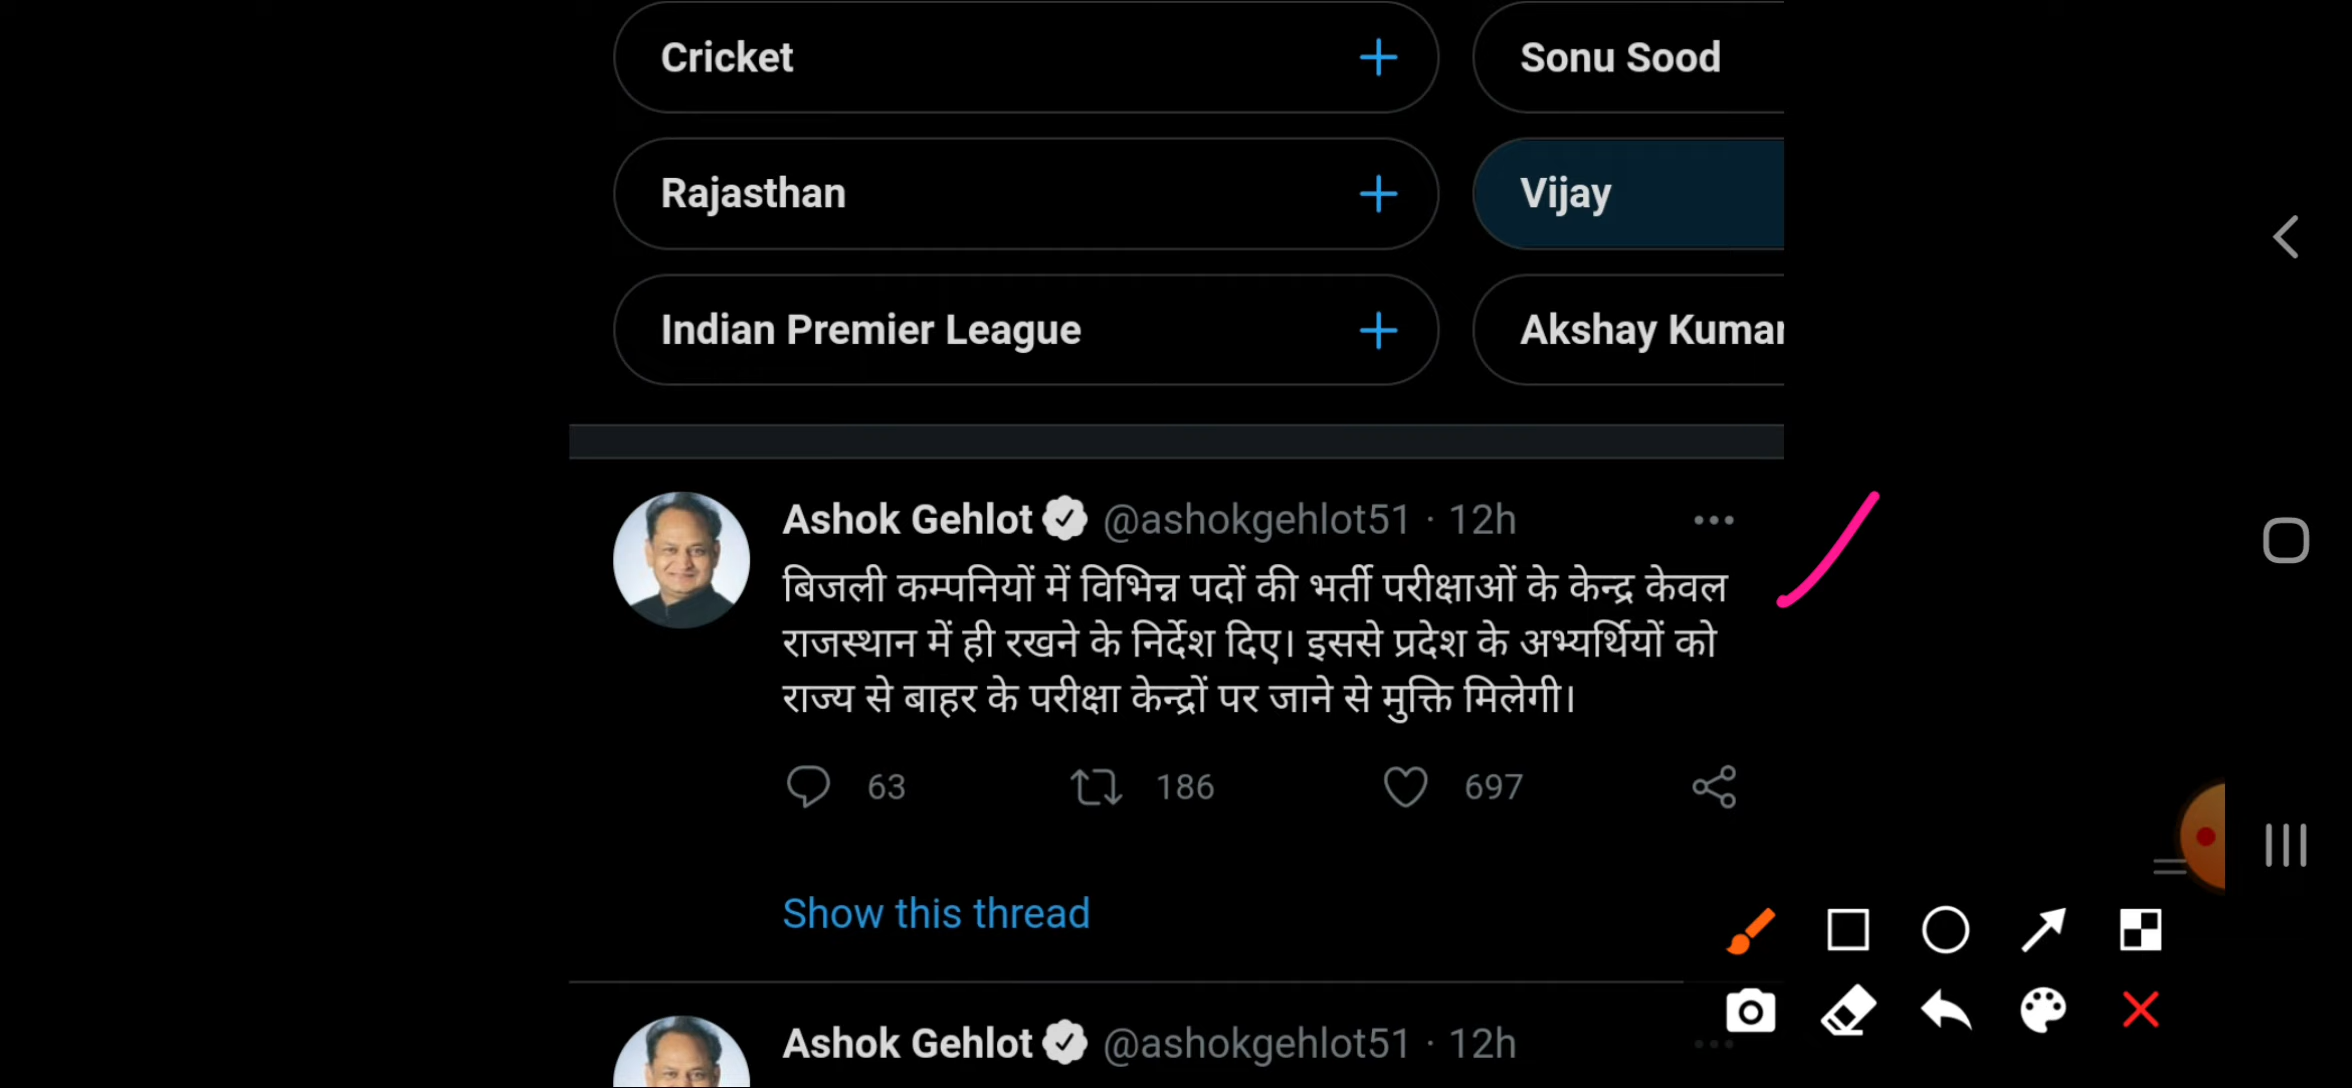 Cricket
Sonu Sood
Rajasthan
Vijay
Indian Premier League
Akshay Kumar
Ashok Gehlot @ashokgehlot51 · 12h
बिजली कम्पनियों में विभिन्न पदों की भर्ती परीक्षाओं के केन्द्र केवल
राजस्थान में ही रखने के निर्देश दिए। इससे प्रदेश के अभ्यर्थियों को
राज्य से बाहर के परीक्षा केन्द्रों पर जाने से मुक्ति मिलेगी।
63 186 697
Show this thread
Ashok Gehlot @ashokgehlot51 · 12h